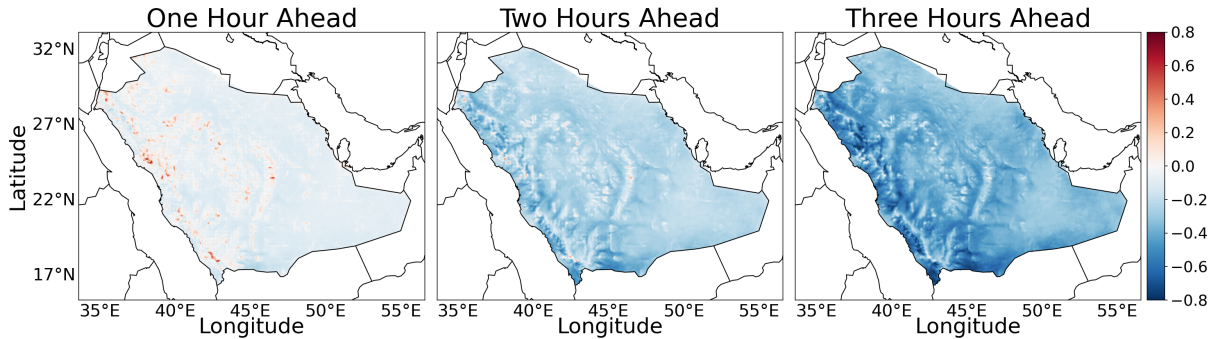 One Hour Ahead
Two Hours Ahead
Three Hours Ahead
32°N
27°N
22°N
17°N
Latitude
35°E 40°E 45°E 50°E 55°E
35°E 40°E 45°E 50°E 55°E
35°E 40°E 45°E 50°E 55°E
Longitude
Longitude
Longitude
0.8
0.6
0.4
0.2
0.0
−0.2
−0.4
−0.6
−0.8